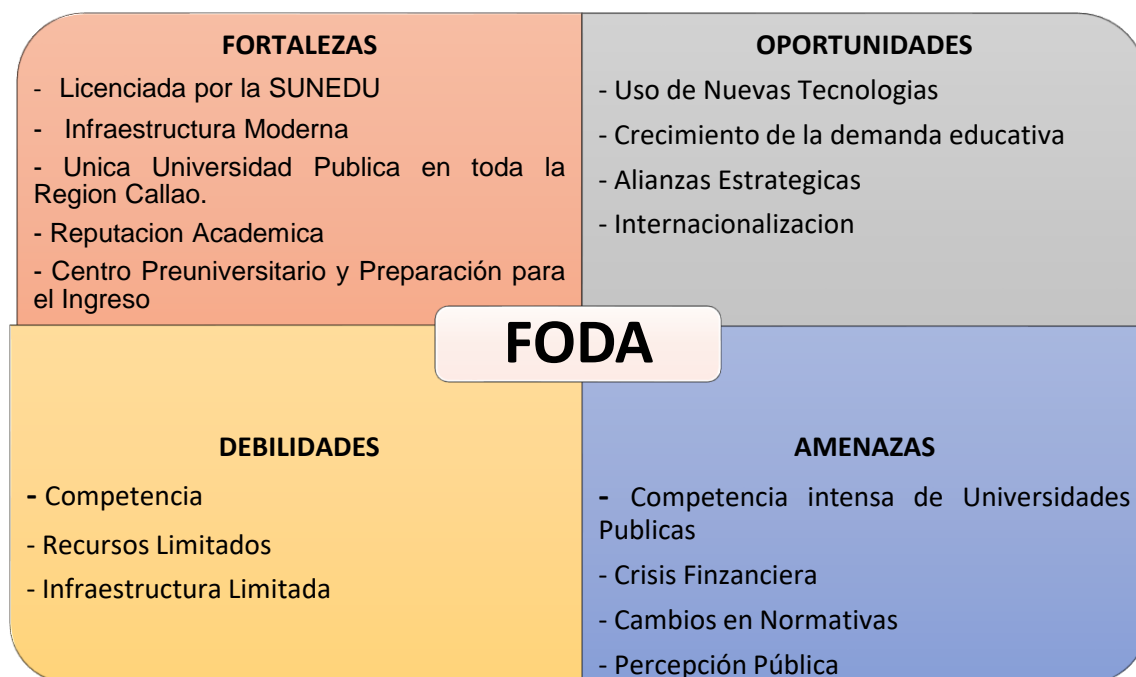 FORTALEZAS
- Licenciada por la SUNEDU
- Infraestructura Moderna
- Unica Universidad Publica en toda la
Region Callao.
- Reputacion Academica
- Centro Preuniversitario y Preparación para
el Ingreso
OPORTUNIDADES
- Uso de Nuevas Tecnologias
- Crecimiento de la demanda educativa
- Alianzas Estrategicas
- Internacionalizacion
FODA
DEBILIDADES
- Competencia
- Recursos Limitados
- Infraestructura Limitada
AMENAZAS
- Competencia intensa de Universidades
Publicas
- Crisis Finzanciera
- Cambios en Normativas
- Percepción Pública